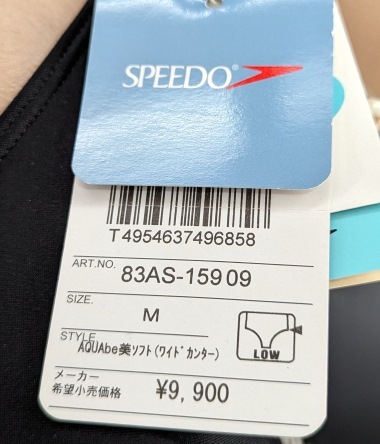 SPEEDO®
T4954637496858
ART.NO.
83AS-15909
SIZE.
M
STYLE
AQUAbe美ソフト(ワイドカンター)
LOW
メーカー
希望小売価格
¥9,900